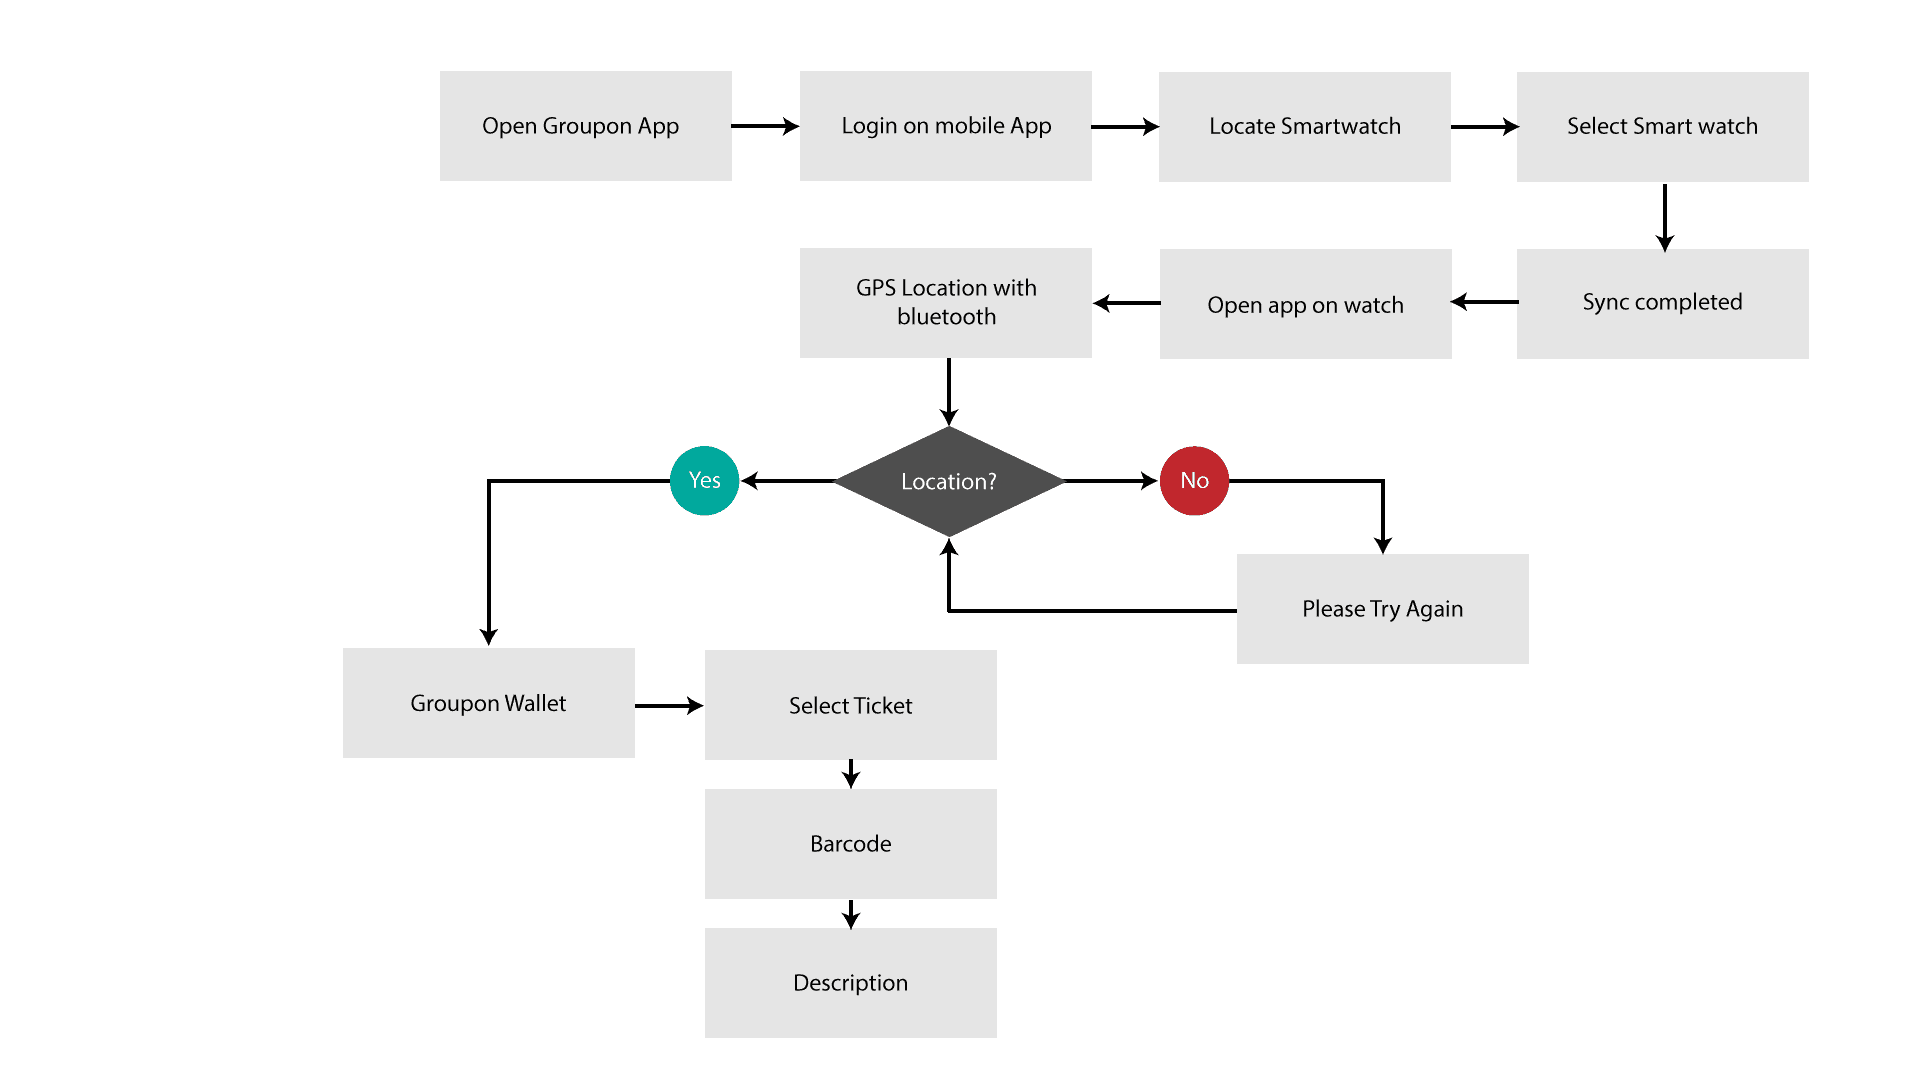 Open Groupon App
Login on mobile App
Locate Smartwatch
Select Smart watch
GPS Location with
bluetooth
Open app on watch
Sync completed
Yes
Location?
No
Please Try Again
Groupon Wallet
Select Ticket
Barcode
Description